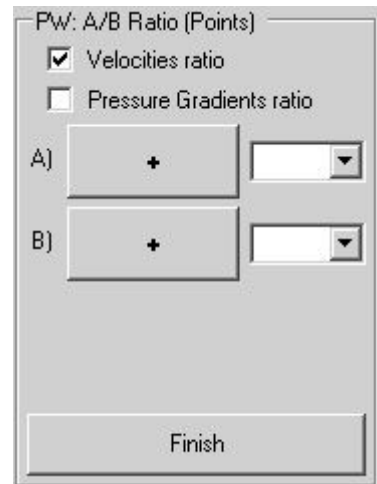 PW: A/B Ratio (Points)
Velocities ratio
Pressure Gradients ratio
A) +
B) +
Finish